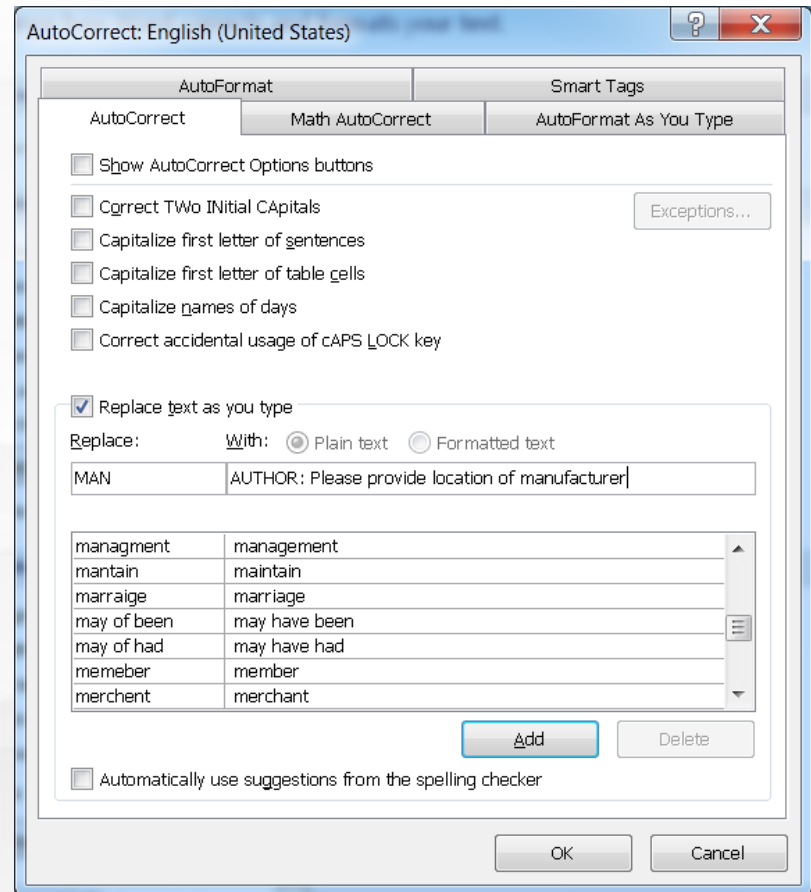 AutoCorrect: English (United States)
AutoFormat Smart Tags
AutoCorrect Math AutoCorrect AutoFormat As You Type
Show AutoCorrect Options buttons
Correct TWo INitial CApitals Exceptions...
Capitalize first letter of sentences
Capitalize first letter of table cells
Capitalize names of days
Correct accidental usage of cAPS LOCK key
Replace text as you type
Replace: With: Plain text Formatted text
MAN AUTHOR: Please provide location of manufacturer
managment management
mantain maintain
marraige marriage
may of been may have been
may of had may have had
memeber member
merchent merchant
Add Delete
Automatically use suggestions from the spelling checker
OK Cancel